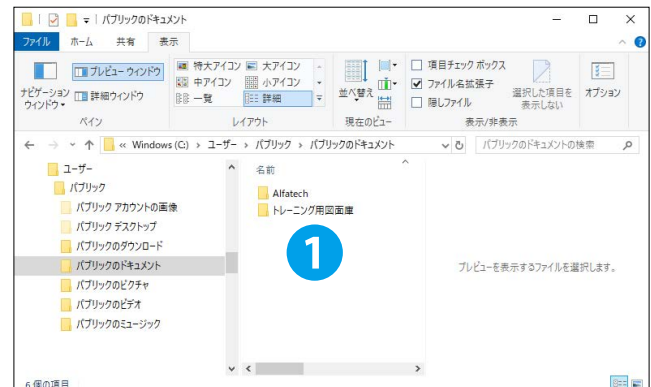 パブリックのドキュメント
ファイル ホーム 共有 表示
ナビゲーション ウィンドウ
プレビュー ウィンドウ
詳細ウィンドウ
ペイン
特大アイコン 大アイコン
中アイコン 小アイコン
一覧 詳細
レイアウト
並べ替え
現在のビュー
項目チェック ボックス
ファイル名拡張子
隠しファイル
選択した項目を
表示しない
表示/非表示
オプション
« Windows (C:) › ユーザー › パブリック › パブリックのドキュメント
パブリックのドキュメントの検索
ユーザー
パブリック
パブリック アカウントの画像
パブリック デスクトップ
パブリックのダウンロード
パブリックのドキュメント
パブリックのピクチャ
パブリックのビデオ
パブリックのミュージック
名前
Alfatech
トレーニング用図面庫
1
プレビューを表示するファイルを選択します。
6 個の項目